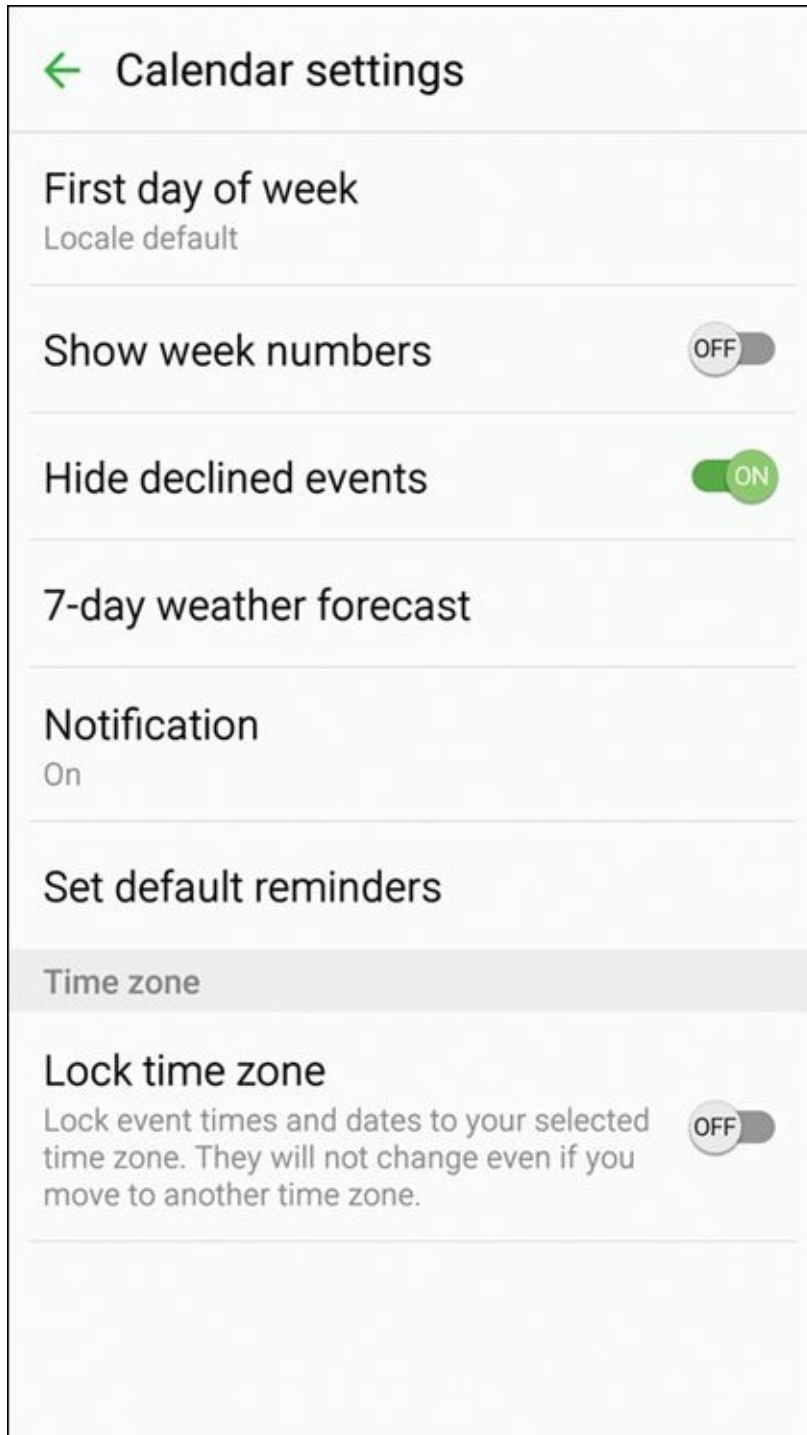 Calendar settings
First day of week
Locale default
Show week numbers
OFF
Hide declined events
ON
7-day weather forecast
Notification
On
Set default reminders
Time zone
Lock time zone
Lock event times and dates to your selected
time zone. They will not change even if you
move to another time zone.
OFF